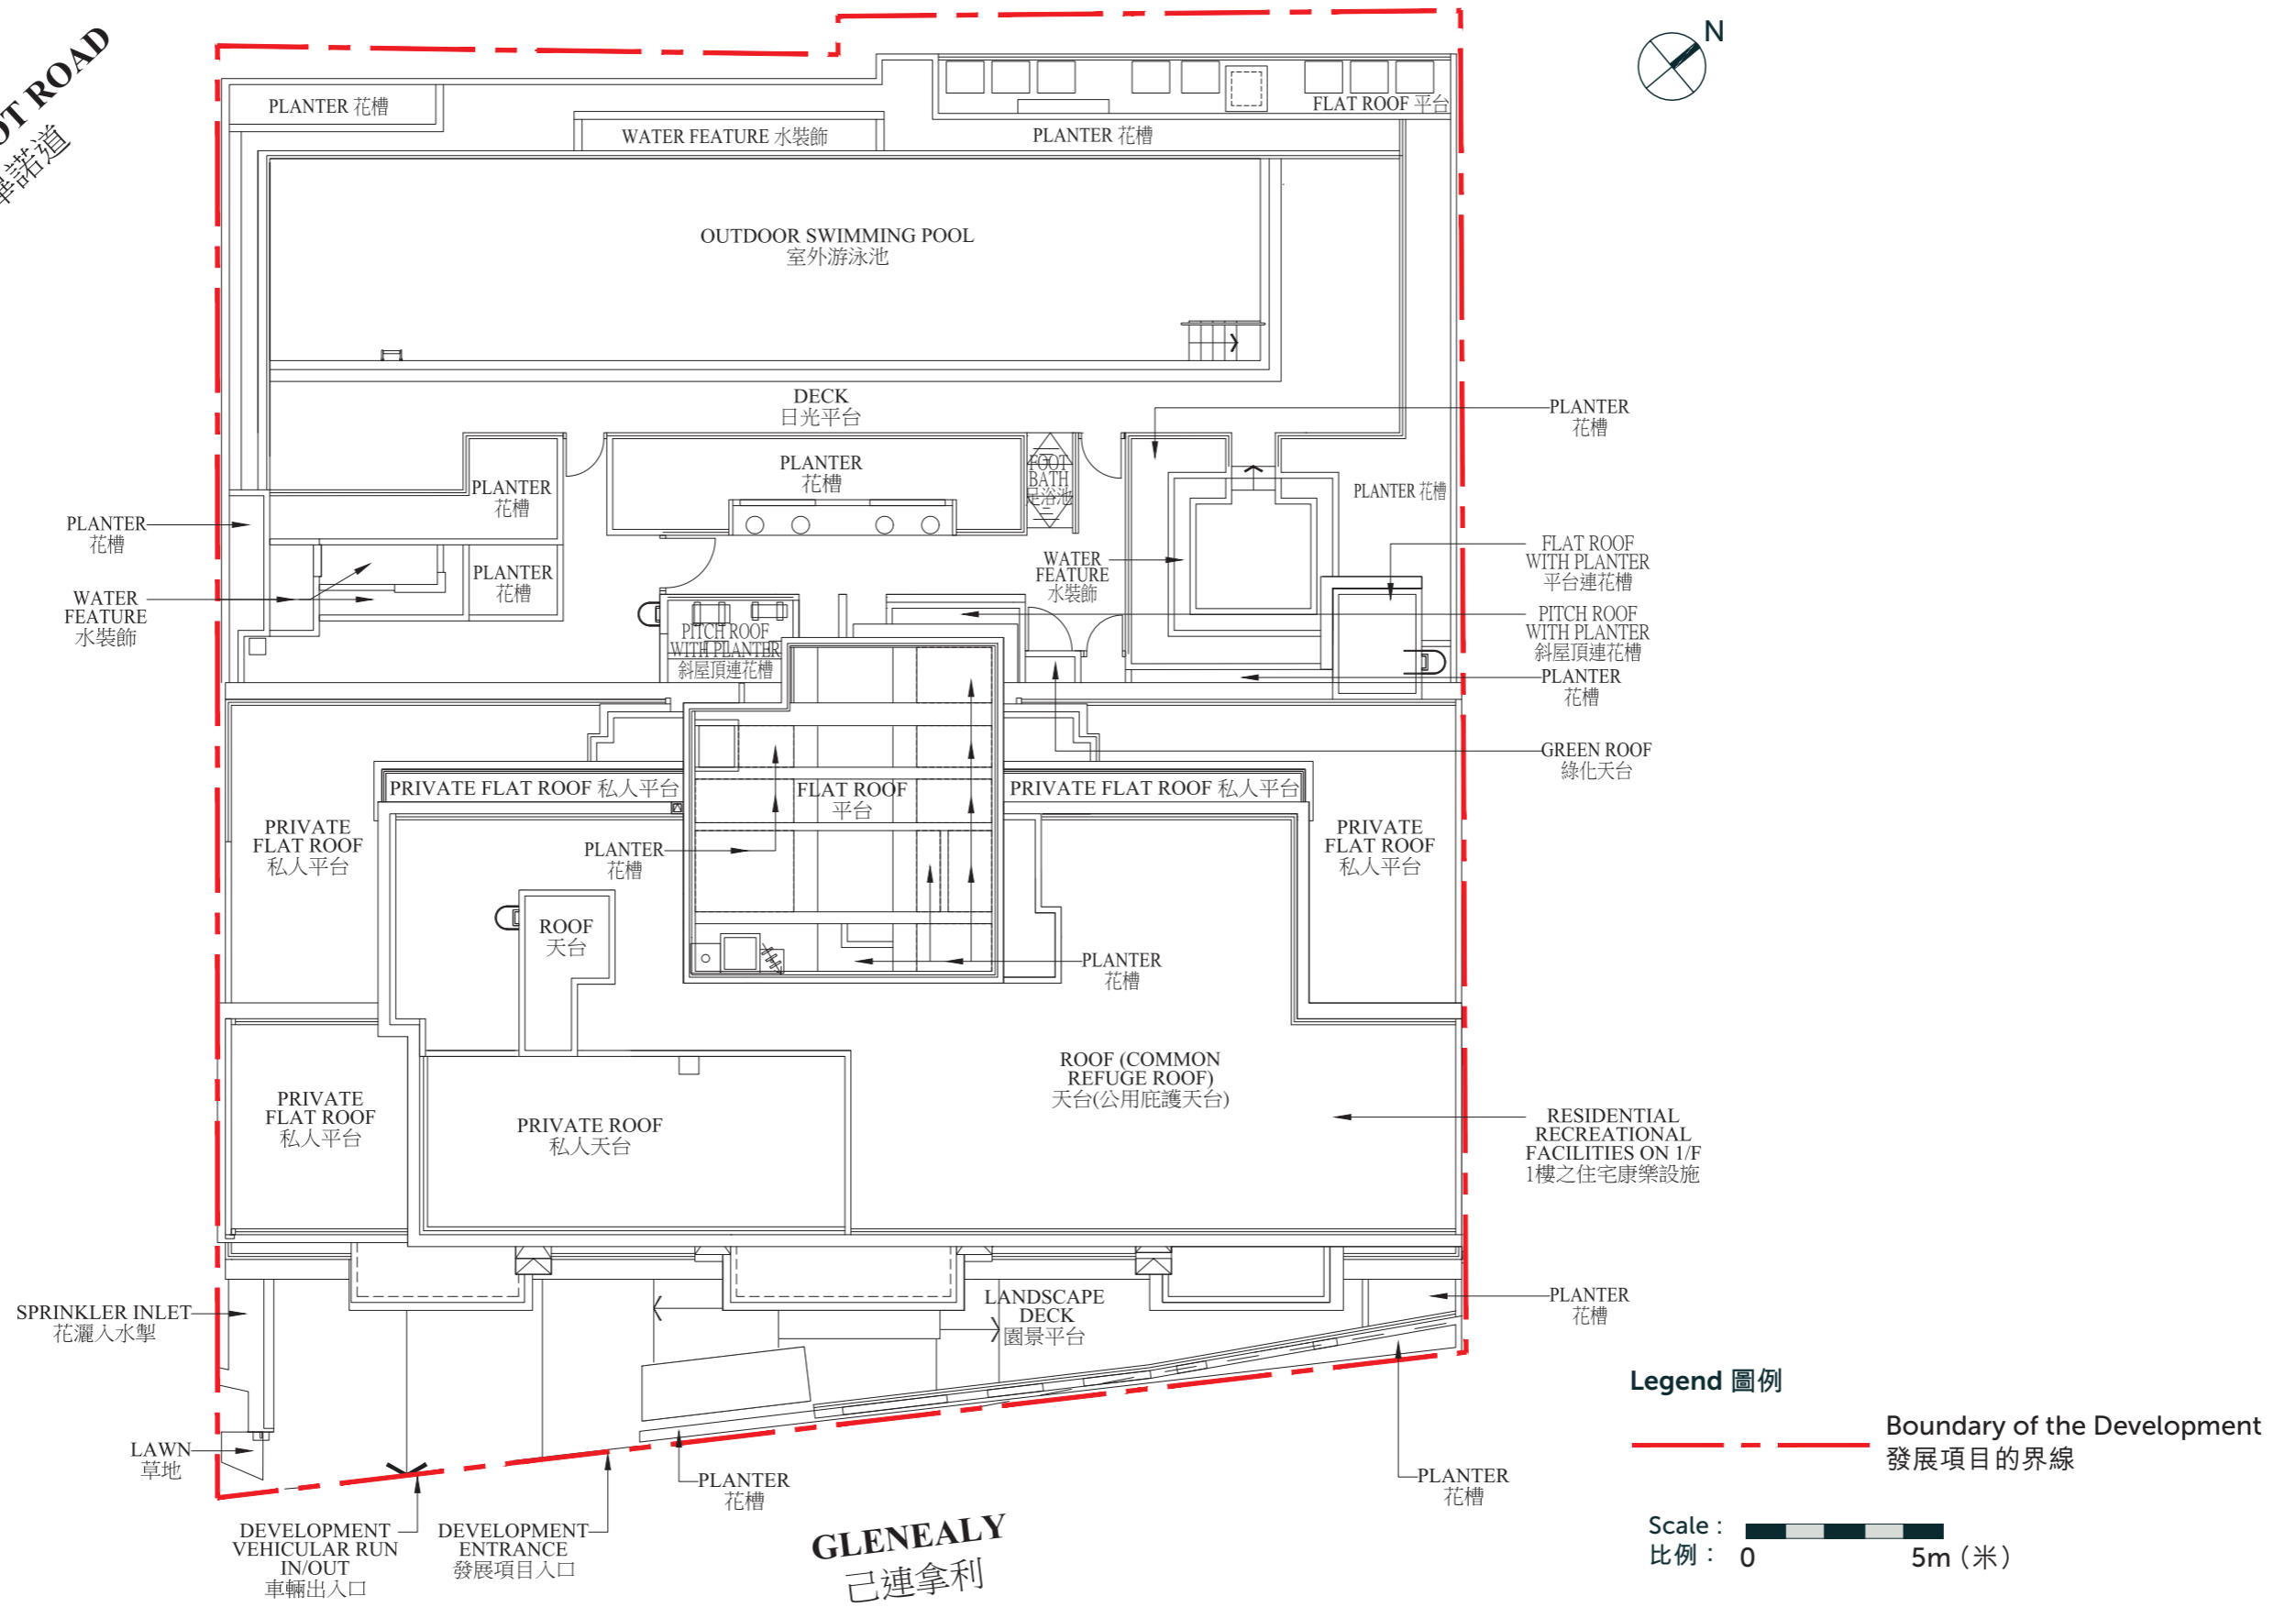 ROAD
N
PLANTER 花槽
WATER FEATURE 水裝飾
PLANTER 花槽
FLAT ROOF 平台
OUTDOOR SWIMMING POOL
室外游泳池
DECK
日光平台
PLANTER
花槽
PLANTER
花槽
PLANTER
花槽
FOOT
BATH
足浴池
PLANTER 花槽
PLANTER
花槽
PLANTER
花槽
WATER
FEATURE
水裝飾
WATER
FEATURE
水裝飾
FLAT ROOF
WITH PLANTER
平台連花槽
PITCH ROOF
WITH PLANTER
斜屋頂連花槽
PITCH ROOF
WITH PLANTER
斜屋頂連花槽
PLANTER
花槽
GREEN ROOF
綠化天台
PRIVATE FLAT ROOF 私人平台
FLAT ROOF
平台
PRIVATE FLAT ROOF 私人平台
PRIVATE
FLAT ROOF
私人平台
PLANTER
花槽
PRIVATE
FLAT ROOF
私人平台
ROOF
天台
PLANTER
花槽
PRIVATE
FLAT ROOF
私人平台
PRIVATE ROOF
私人天台
ROOF (COMMON
REFUGE ROOF)
天台(公用庇護天台)
RESIDENTIAL
RECREATIONAL
FACILITIES ON 1/F
1樓之住宅康樂設施
SPRINKLER INLET
花灑入水掣
LANDSCAPE
DECK
園景平台
PLANTER
花槽
LAWN
草地
PLANTER
花槽
PLANTER
花槽
DEVELOPMENT
VEHICULAR RUN
IN/OUT
車輛出入口
DEVELOPMENT
ENTRANCE
發展項目入口
GLENEALY
己連拿利
Legend 圖例
Boundary of the Development
發展項目的界線
Scale :
比例： 0 5m (米)